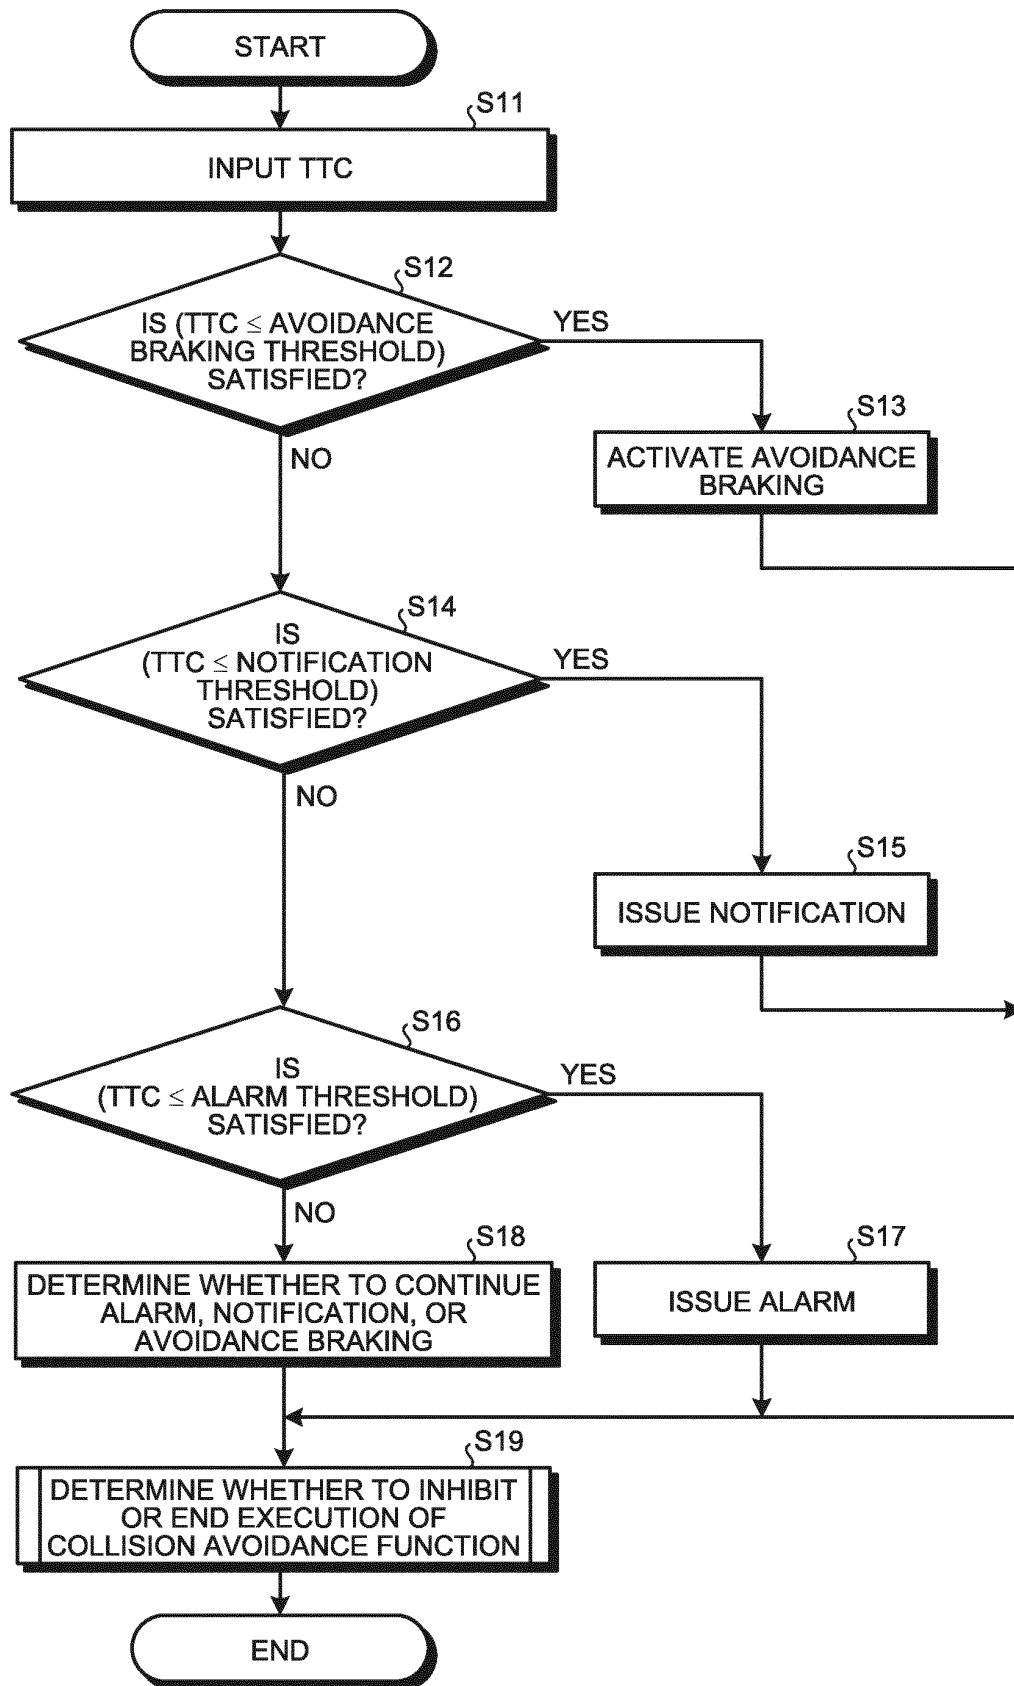 START
S11
INPUT TTC
S12
IS (TTC ≤ AVOIDANCE
BRAKING THRESHOLD)
SATISFIED?
YES
NO
S13
ACTIVATE AVOIDANCE
BRAKING
S14
IS
(TTC ≤ NOTIFICATION
THRESHOLD)
SATISFIED?
YES
NO
S15
ISSUE NOTIFICATION
S16
IS
(TTC ≤ ALARM THRESHOLD)
SATISFIED?
YES
NO
S17
ISSUE ALARM
S18
DETERMINE WHETHER TO CONTINUE
ALARM, NOTIFICATION, OR
AVOIDANCE BRAKING
S19
DETERMINE WHETHER TO INHIBIT
OR END EXECUTION OF
COLLISION AVOIDANCE FUNCTION
END